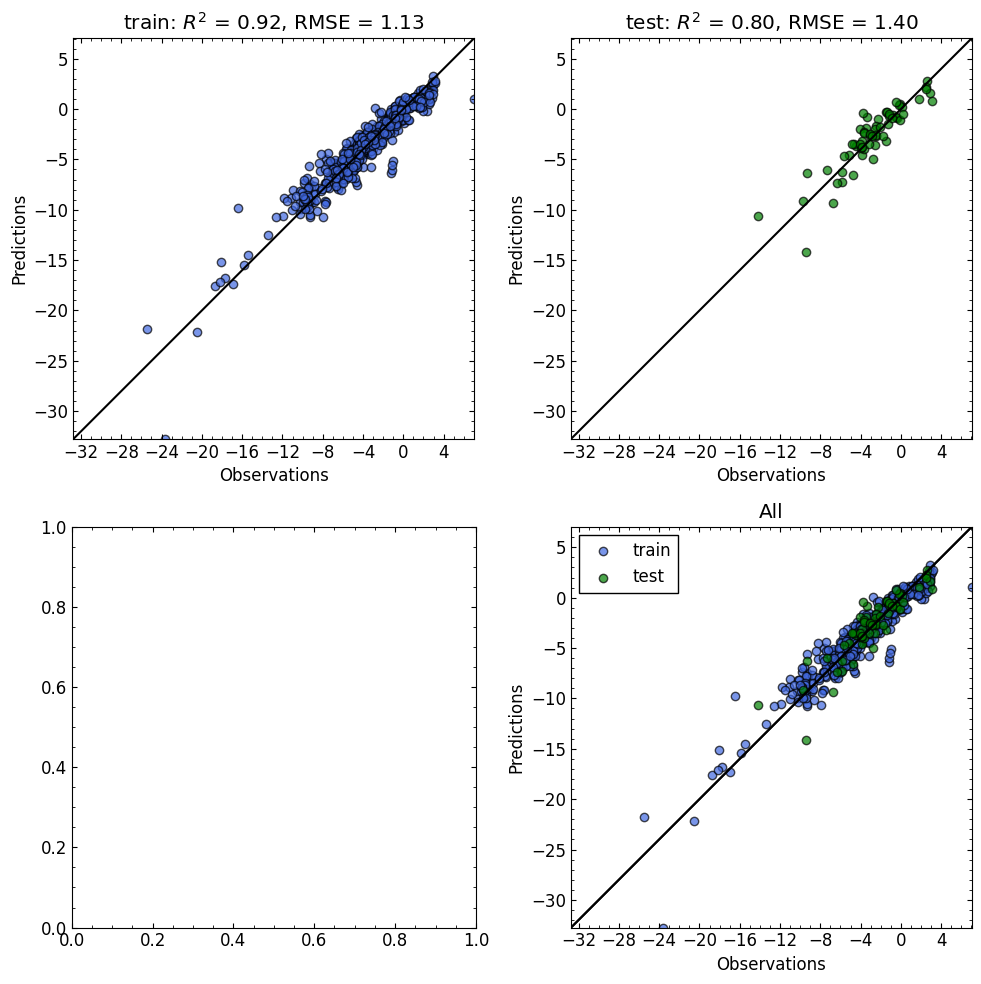 train: R² = 0.92, RMSE = 1.13
5
0
−5
−10
−15
−20
−25
−30
Predictions
−32 −28 −24 −20 −16 −12 −8 −4 0 4
Observations
test: R² = 0.80, RMSE = 1.40
5
0
−5
−10
−15
−20
−25
−30
Predictions
−32 −28 −24 −20 −16 −12 −8 −4 0 4
Observations
1.0
0.8
0.6
0.4
0.2
0.0
0.0 0.2 0.4 0.6 0.8 1.0
All
train
test
5
0
−5
−10
−15
−20
−25
−30
Predictions
−32 −28 −24 −20 −16 −12 −8 −4 0 4
Observations